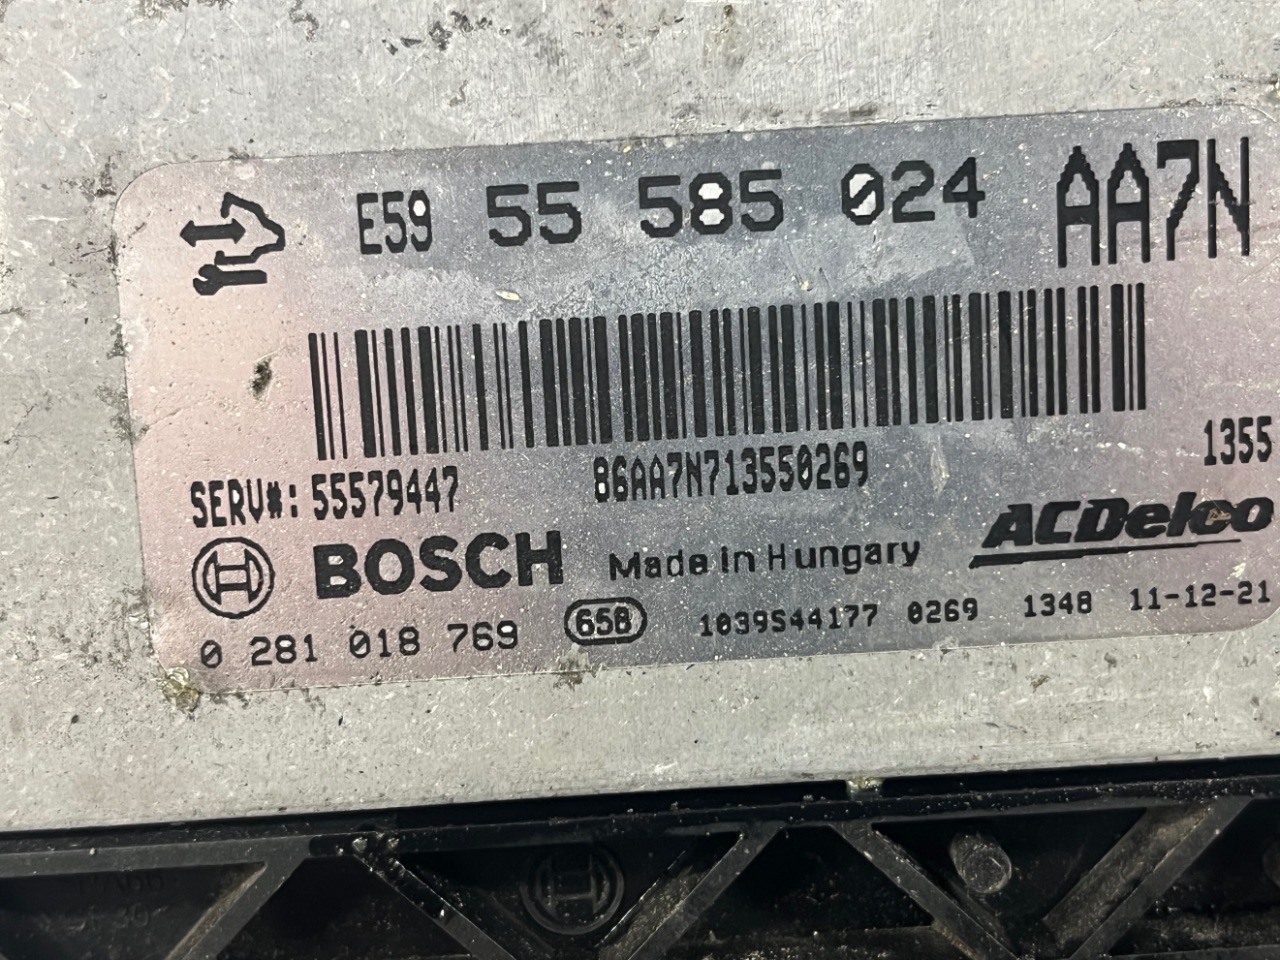 E59 55 585 024 AA7N
SERV#: 55579447 86AA7N713550269 1355
BOSCH Made in Hungary ACDelco
0 281 018 769 65B 1039S44177 0269 1348 11-12-21